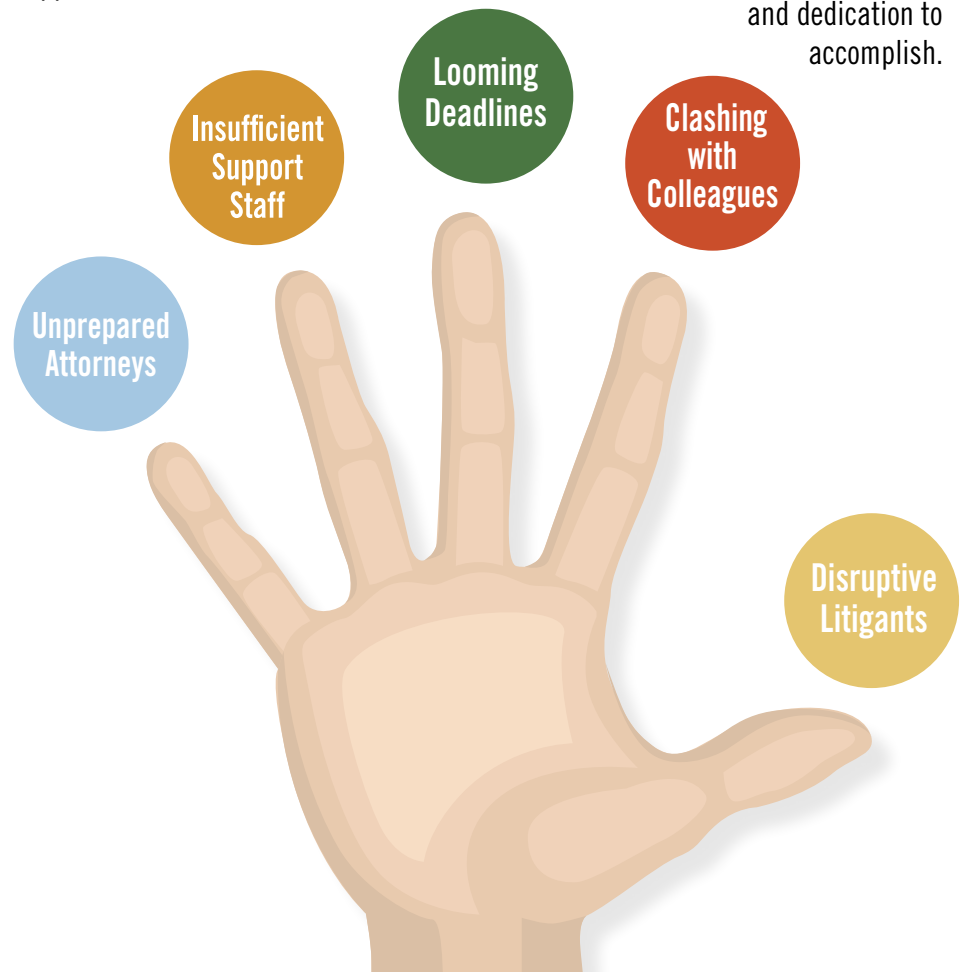 and dedication to
accomplish.
Looming
Deadlines
Insufficient
Support
Staff
Clashing
with
Colleagues
Unprepared
Attorneys
Disruptive
Litigants